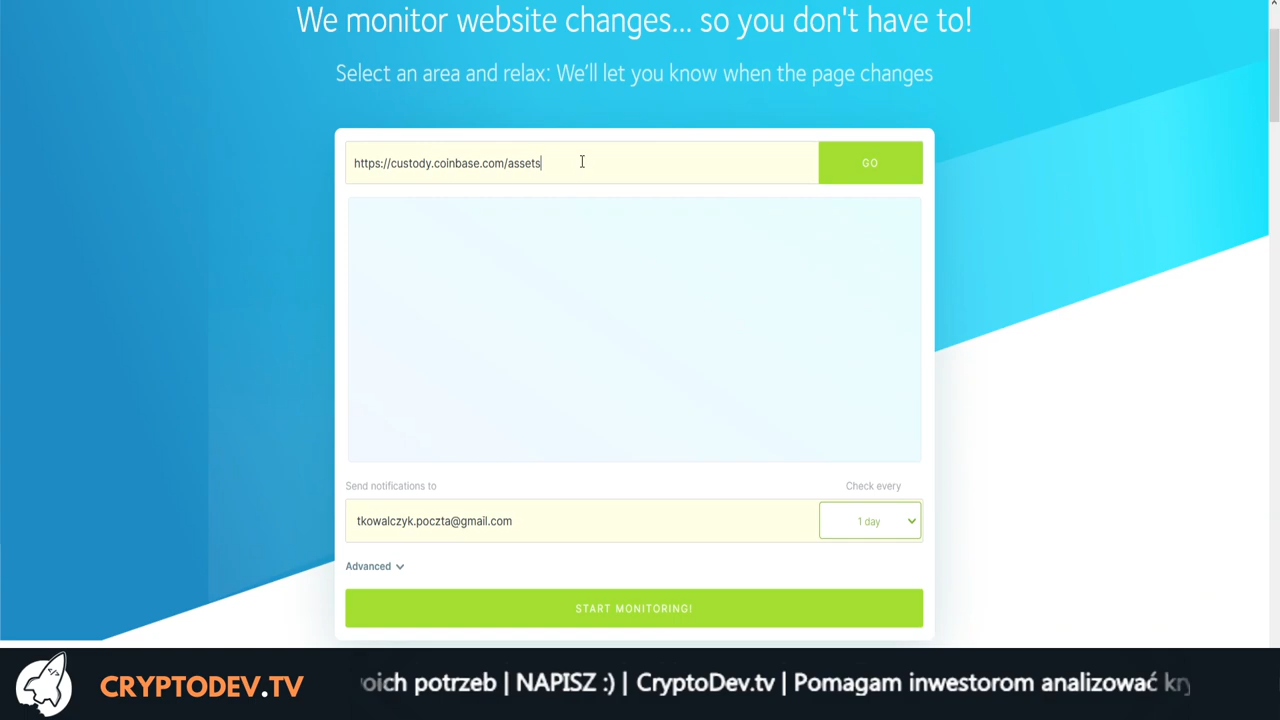 We monitor website changes... so you don't have to!
Select an area and relax: We'll let you know when the page changes
https://custody.coinbase.com/assets
GO
Send notifications to
Check every
tkowalczyk.poczta@gmail.com
1 day
Advanced
START MONITORING!
CRYPTODEV.TV
potrzeb | NAPISZ :) | CryptoDev.tv | Pomagam inwestorom analizować